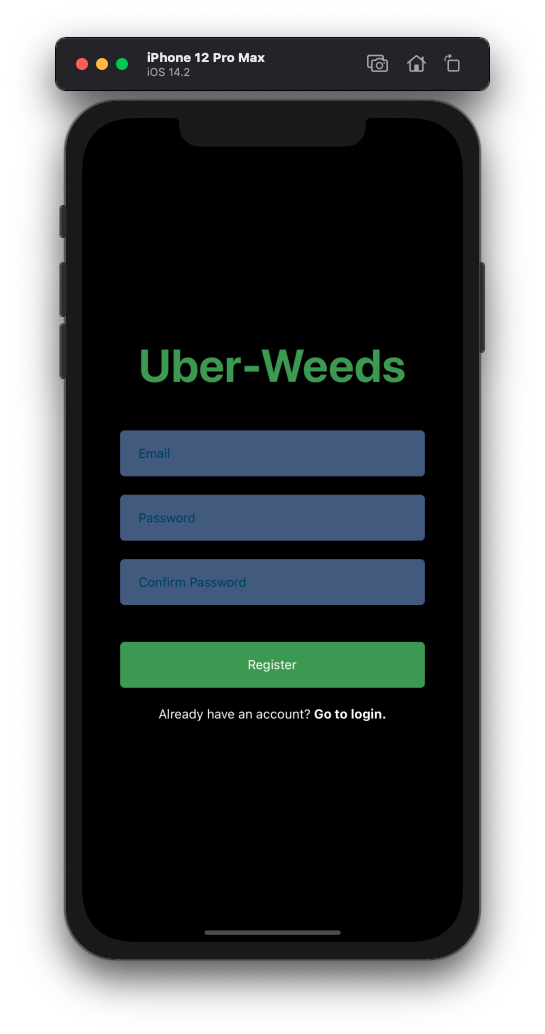 iPhone 12 Pro Max
iOS 14.2
Uber-Weeds
Email
Password
Confirm Password
Register
Already have an account? Go to login.